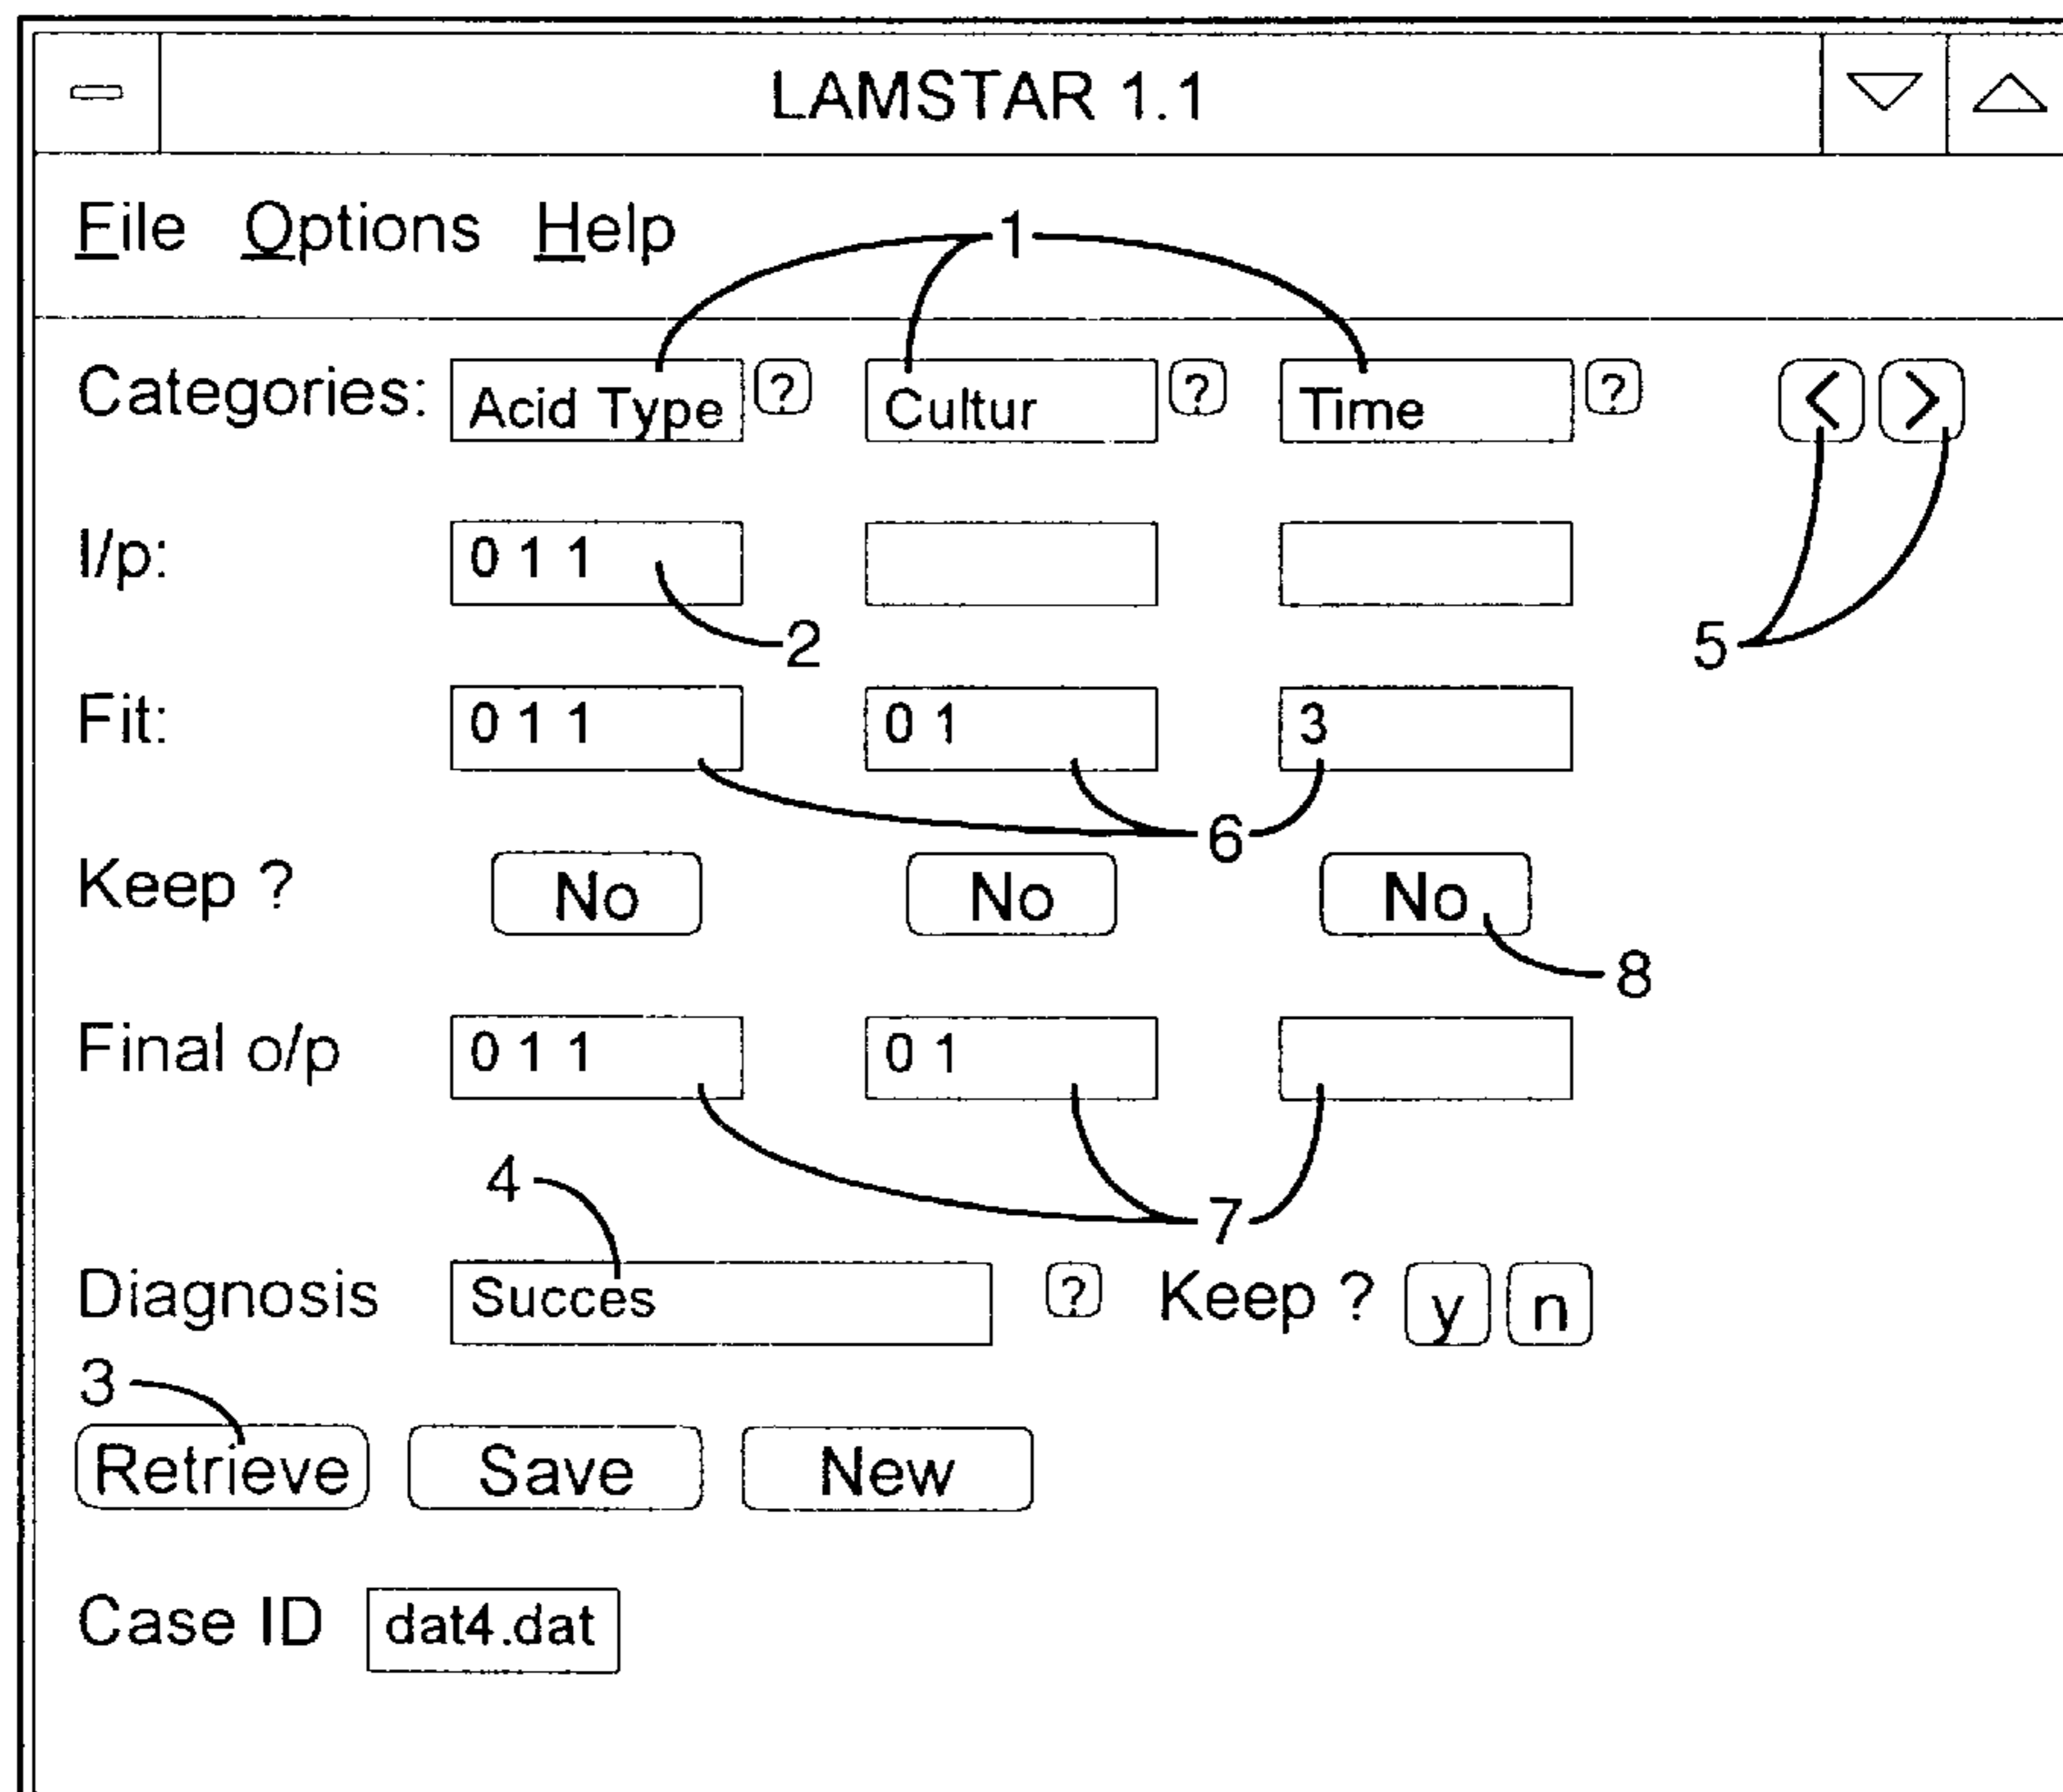 LAMSTAR 1.1
File Options Help 1
Categories: Acid Type ? Cultur ? Time ? < >
I/p: 0 1 1
2 5
Fit: 0 1 1 0 1 3
6
Keep ? No No No
8
Final o/p 0 1 1 0 1
4 7
Diagnosis Succes ? Keep ? y n
3
Retrieve Save New
Case ID dat4.dat